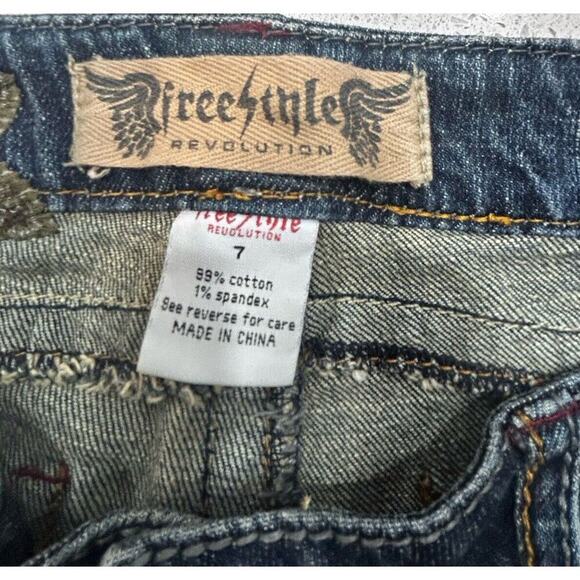 freestyle
REVOLUTION
freestyle
REVOLUTION
7
99% cotton
1% spandex
See reverse for care
MADE IN CHINA